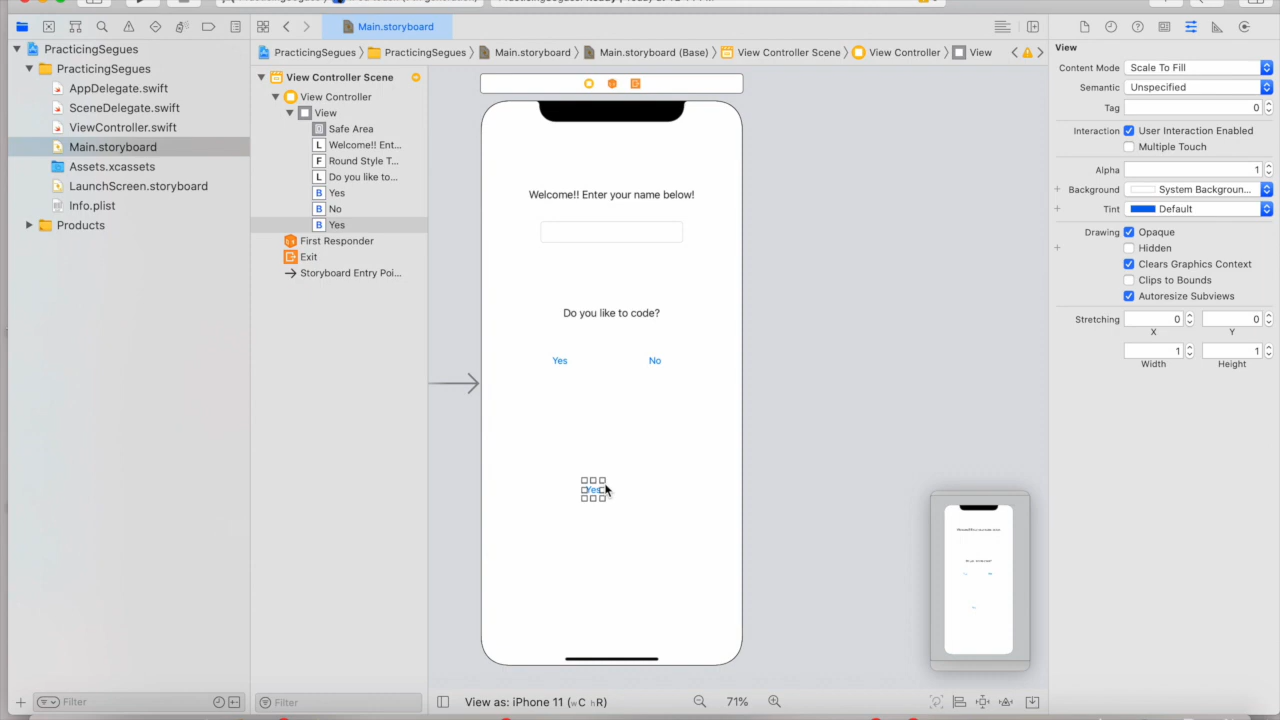 Main.storyboard
PracticingSegues
PracticingSegues
AppDelegate.swift
SceneDelegate.swift
ViewController.swift
Main.storyboard
Assets.xcassets
LaunchScreen.storyboard
Info.plist
Products
Filter
PracticingSegues
PracticingSegues
Main.storyboard
Main.storyboard (Base)
View Controller Scene
View Controller
View
View Controller Scene
View Controller
View
Safe Area
L Welcome!! Ent...
F Round Style T...
L Do you like to...
B Yes
B No
B Yes
First Responder
Exit
Storyboard Entry Poi...
Filter
Welcome!! Enter your name below!
Do you like to code?
Yes No
Yes
View as: iPhone 11 (wC hR)
71%
View
Content Mode Scale To Fill
Semantic Unspecified
Tag 0
Interaction User Interaction Enabled
Multiple Touch
Alpha 1
Background System Backgroun...
Tint Default
Drawing Opaque
Hidden
Clears Graphics Context
Clips to Bounds
Autoresize Subviews
Stretching 0 0
X Y
1 1
Width Height